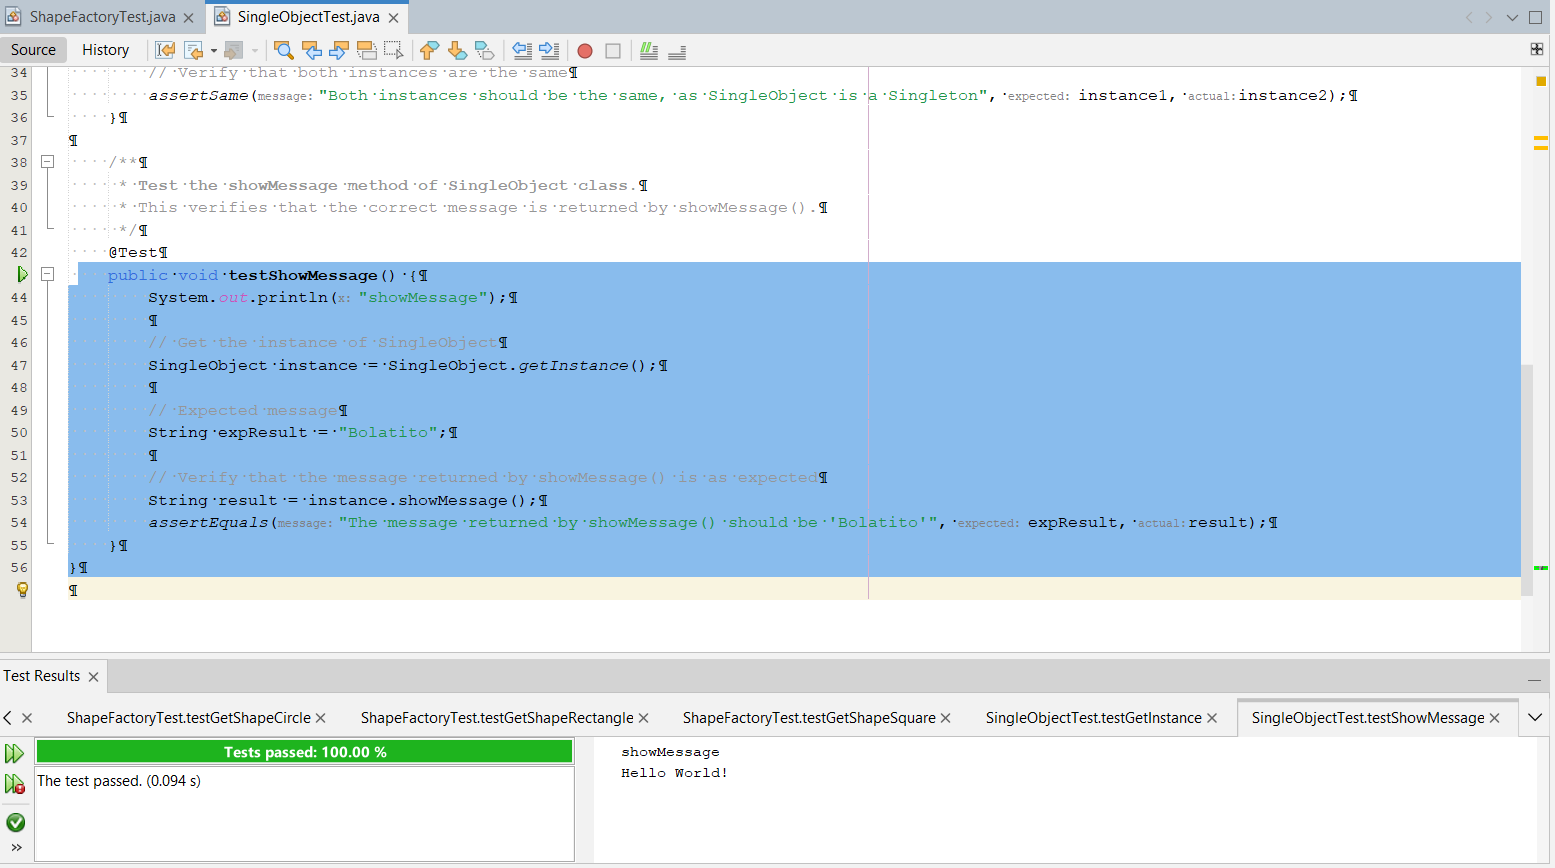 ShapeFactoryTest.java
SingleObjectTest.java
Source
History
34 // Verify that both instances are the same¶
35 assertSame(message: "Both instances should be the same, as SingleObject is a Singleton", expected: instance1, actual: instance2);¶
36 }¶
37 ¶
38 /**¶
39 * Test the showMessage method of SingleObject class.¶
40 * This verifies that the correct message is returned by showMessage().¶
41 */¶
42 @Test¶
public void testShowMessage() {¶
44 System.out.println(x: "showMessage");¶
45 ¶
46 // Get the instance of SingleObject¶
47 SingleObject instance = SingleObject.getInstance();¶
48 ¶
49 // Expected message¶
50 String expResult = "Bolatito";¶
51 ¶
52 // Verify that the message returned by showMessage() is as expected¶
53 String result = instance.showMessage();¶
54 assertEquals(message: "The message returned by showMessage() should be 'Bolatito'", expected: expResult, actual: result);¶
55 }¶
56 }¶
¶
Test Results
ShapeFactoryTest.testGetShapeCircle
ShapeFactoryTest.testGetShapeRectangle
ShapeFactoryTest.testGetShapeSquare
SingleObjectTest.testGetInstance
SingleObjectTest.testShowMessage
Tests passed: 100.00 %
The test passed. (0.094 s)
showMessage
Hello World!